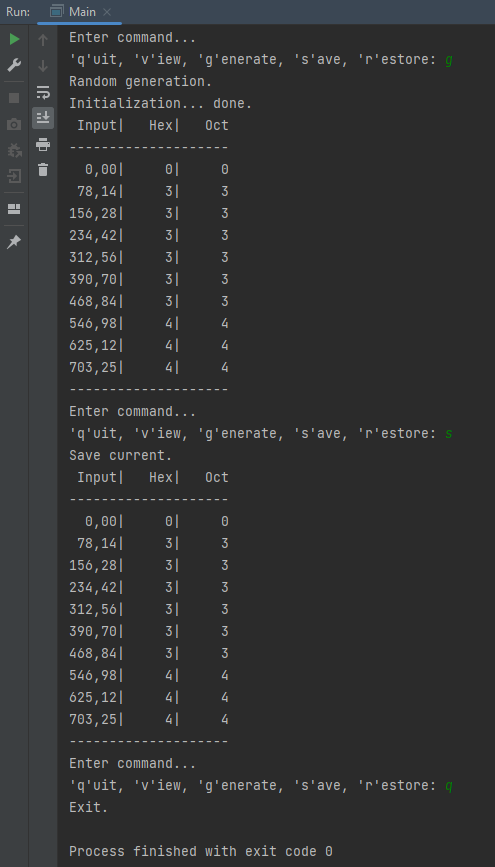 Run: Main
Enter command...
'q'uit, 'v'iew, 'g'enerate, 's'ave, 'r'estore: g
Random generation.
Initialization... done.
 Input|   Hex|   Oct
--------------------
  0,00|     0|     0
 78,14|     3|     3
156,28|     3|     3
234,42|     3|     3
312,56|     3|     3
390,70|     3|     3
468,84|     3|     3
546,98|     4|     4
625,12|     4|     4
703,25|     4|     4
--------------------
Enter command...
'q'uit, 'v'iew, 'g'enerate, 's'ave, 'r'estore: s
Save current.
 Input|   Hex|   Oct
--------------------
  0,00|     0|     0
 78,14|     3|     3
156,28|     3|     3
234,42|     3|     3
312,56|     3|     3
390,70|     3|     3
468,84|     3|     3
546,98|     4|     4
625,12|     4|     4
703,25|     4|     4
--------------------
Enter command...
'q'uit, 'v'iew, 'g'enerate, 's'ave, 'r'estore: q
Exit.
Process finished with exit code 0